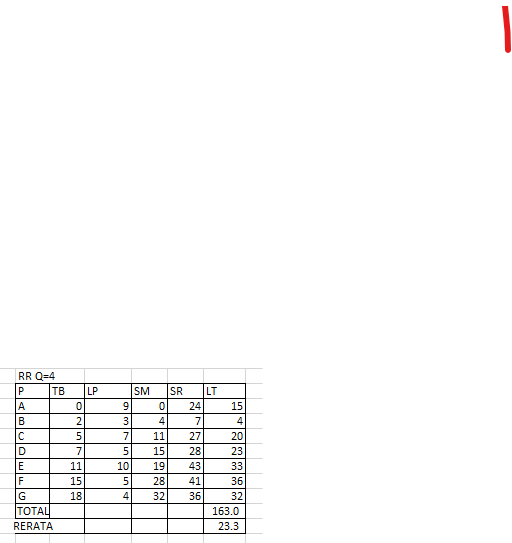 RR Q=4
P TB LP SM SR LT
A 0 9 0 24 15
B 2 3 4 7 4
C 5 7 11 27 20
D 7 5 15 28 23
E 11 10 19 43 33
F 15 5 28 41 36
G 18 4 32 36 32
TOTAL 163.0
RERATA 23.3